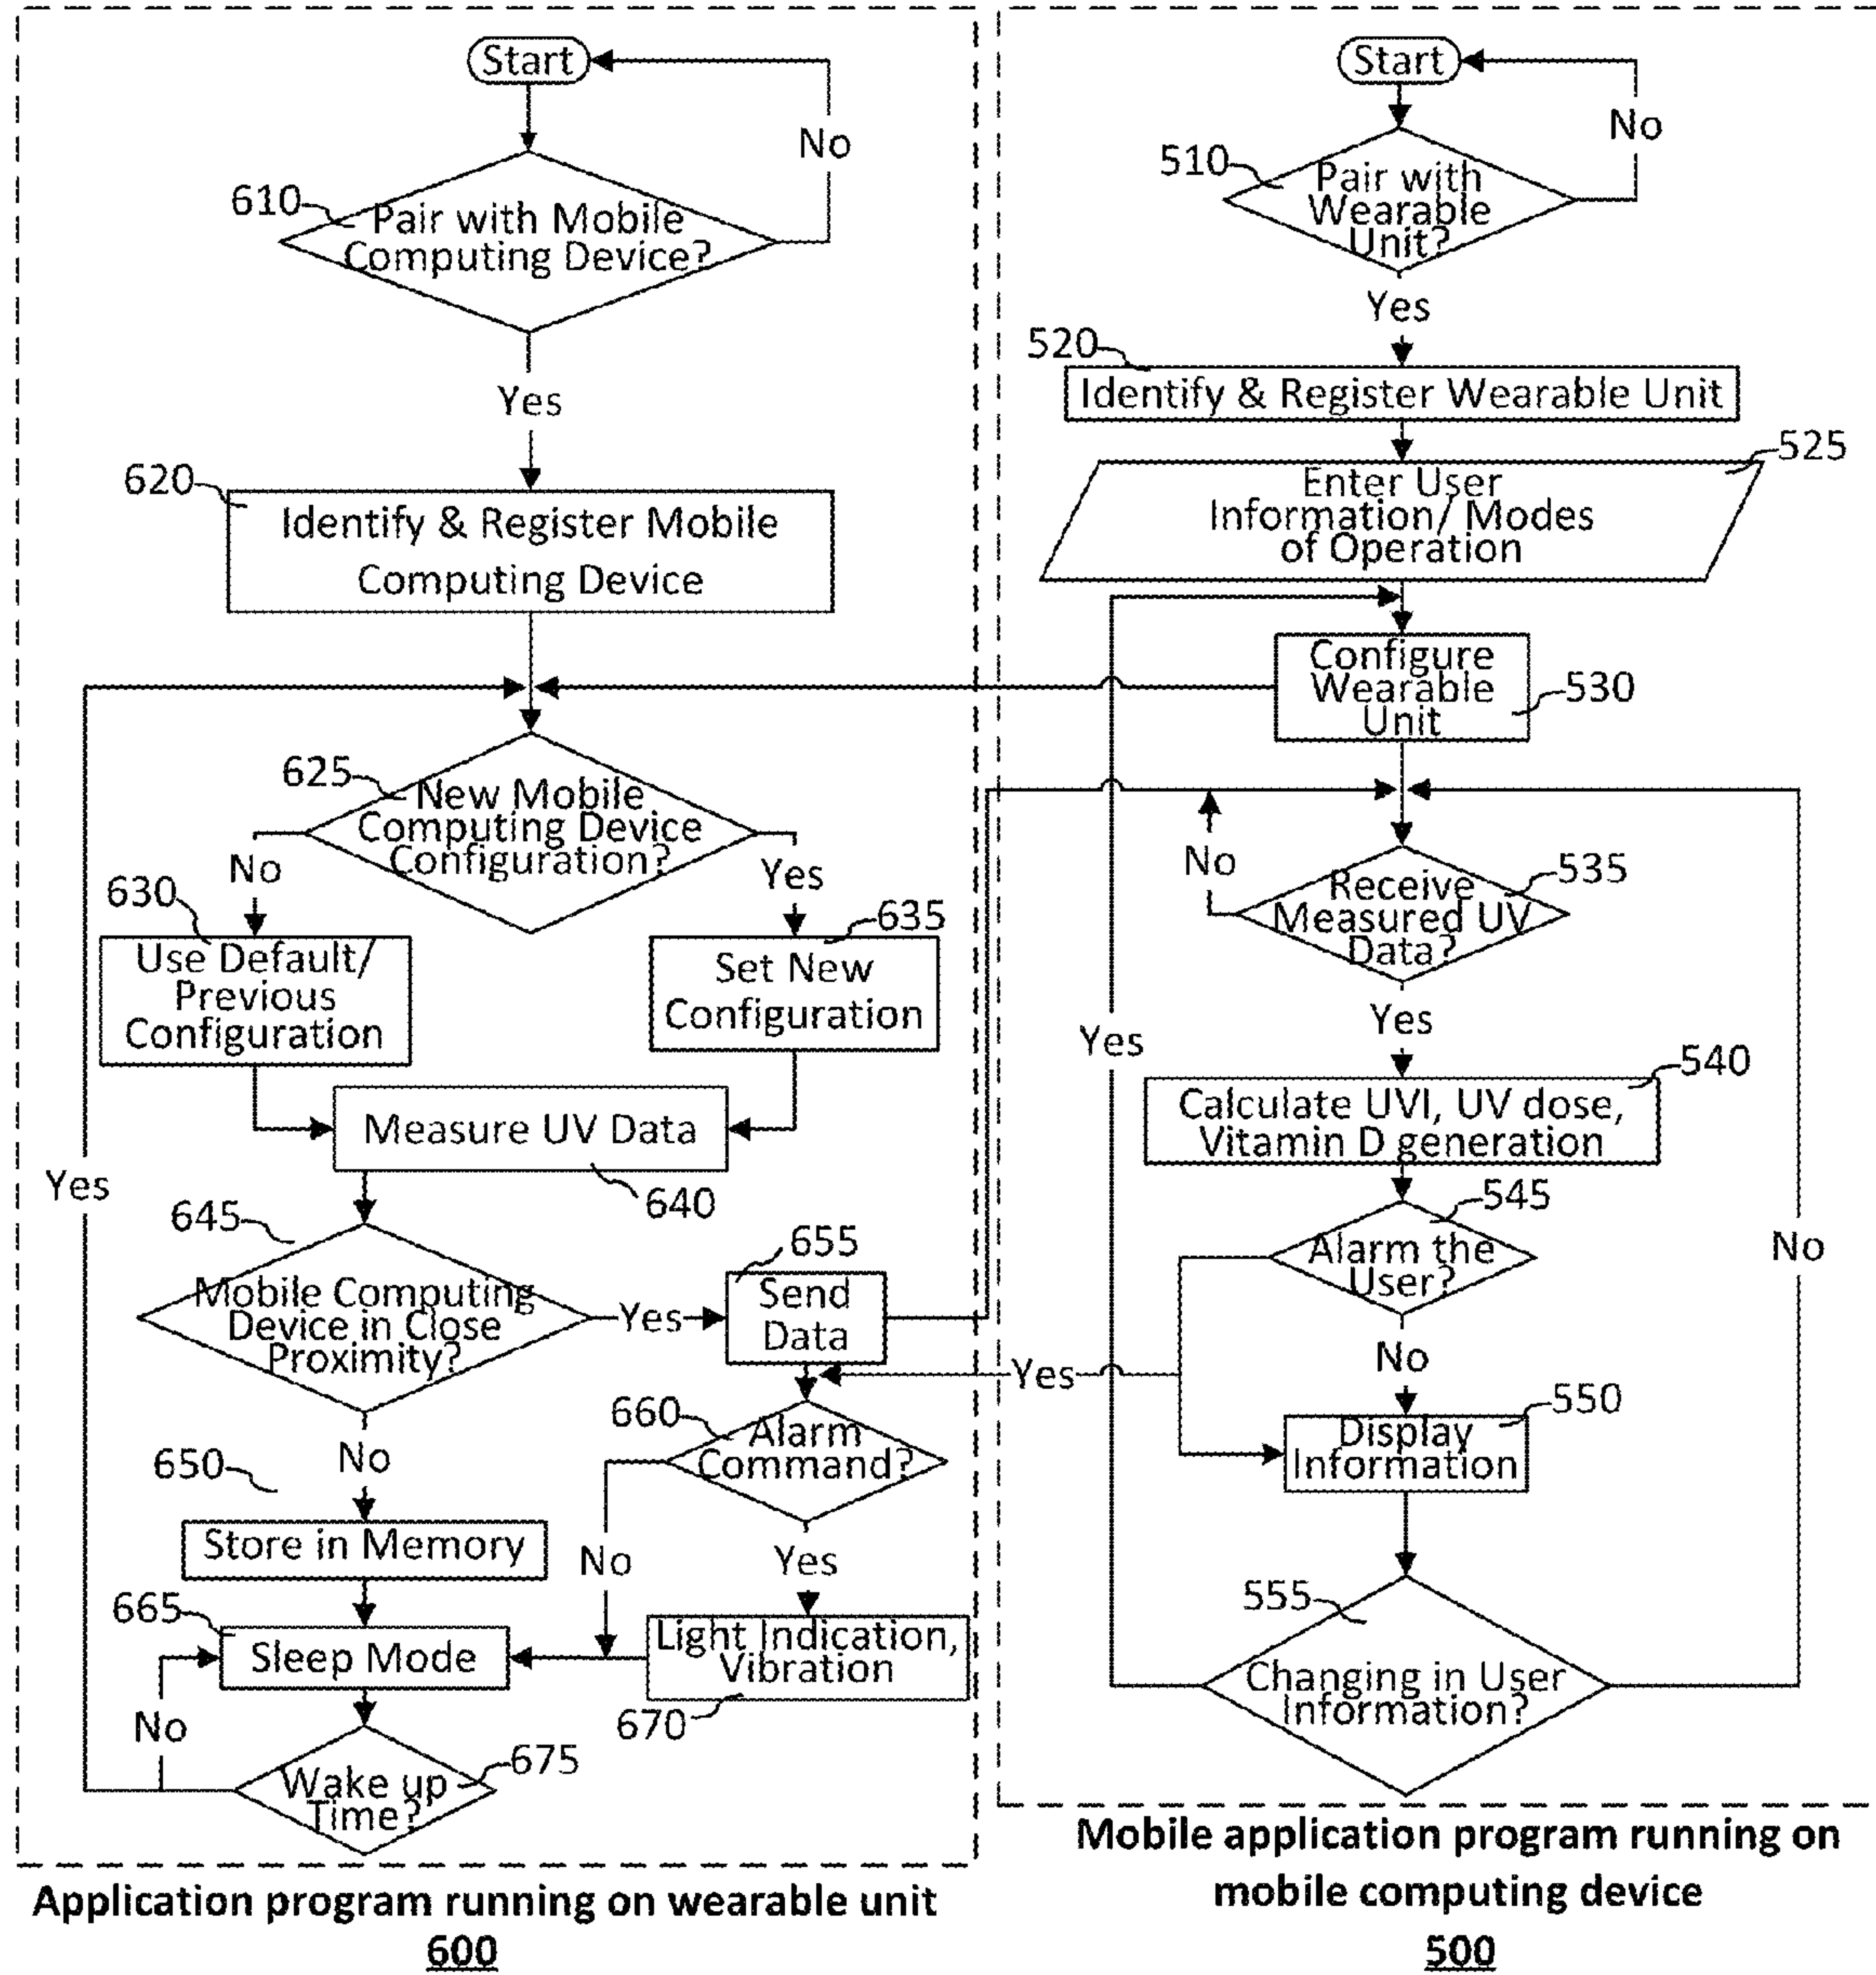 Start
No
610
Pair with Mobile
Computing Device?
Yes
620
Identify & Register Mobile
Computing Device
625
New Mobile
Computing Device
Configuration?
No
Yes
630
Use Default/
Previous
Configuration
635
Set New
Configuration
Measure UV Data
640
Yes
645
Mobile Computing
Device in Close
Proximity?
Yes
655
Send
Data
No
650
Store in Memory
660
Alarm
Command?
No
Yes
665
Sleep Mode
Light Indication,
Vibration
670
No
675
Wake up
Time?
Application program running on wearable unit
600
Start
No
510
Pair with
Wearable
Unit?
Yes
520
Identify & Register Wearable Unit
525
Enter User
Information/ Modes
of Operation
Configure
Wearable
Unit
530
No
535
Receive
Measured UV
Data?
Yes
Yes
540
Calculate UVI, UV dose,
Vitamin D generation
545
Alarm the
User?
No
No
Yes
550
Display
Information
555
Changing in User
Information?
Mobile application program running on
mobile computing device
500